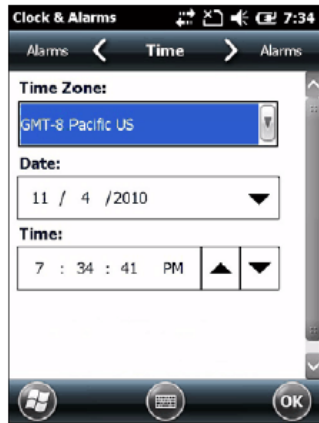 Clock & Alarms 7:34
Alarms Time Alarms
Time Zone:
GMT-8 Pacific US
Date:
11 / 4 /2010
Time:
7 : 34 : 41 PM
OK